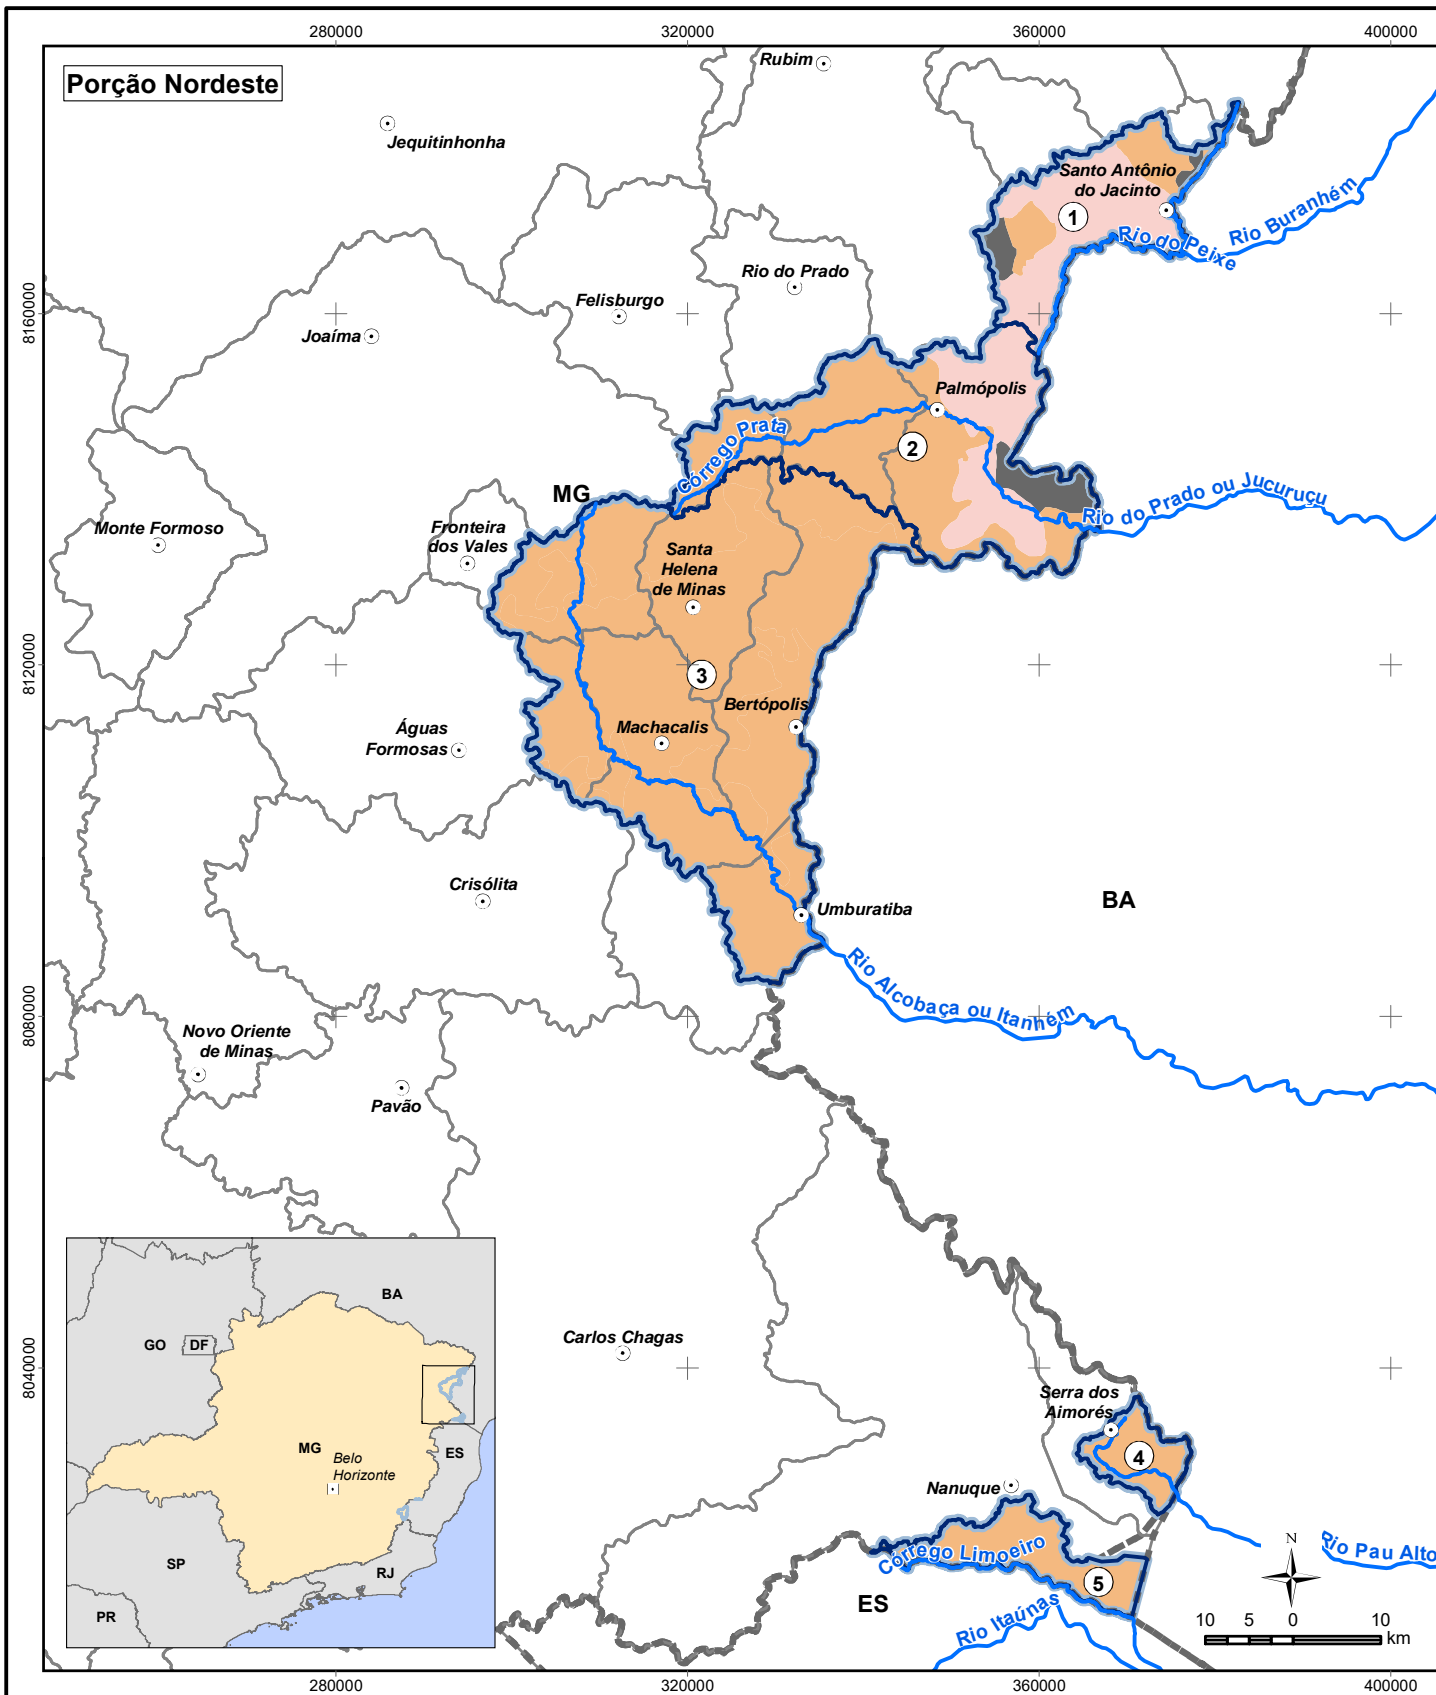 280000
320000
360000
400000
Porção Nordeste
Rubim
Jequitinhonha
Santo Antônio
do Jacinto
1
Rio Buranhém
Rio do Peixe
Rio do Prado
Felisburgo
8160000
Joaíma
Palmópolis
Córrego Prata
2
MG
Rio do Prado ou Jucuruçu
Monte Formoso
Fronteira
dos Vales
Santa
Helena
de Minas
8120000
3
Bertópolis
Águas
Formosas
Machacalis
Crisólita
BA
Umburatiba
Rio Alcobaça ou Itanhém
8080000
Novo Oriente
de Minas
Pavão
BA
GO
DF
MG
Belo
Horizonte
ES
SP
RJ
PR
8040000
Carlos Chagas
Serra dos
Aimorés
4
Nanuque
Córrego Limoeiro
5
ES
Rio Itaúnas
N
Rio Pau Alto
10
5
0
10
km
280000
320000
360000
400000